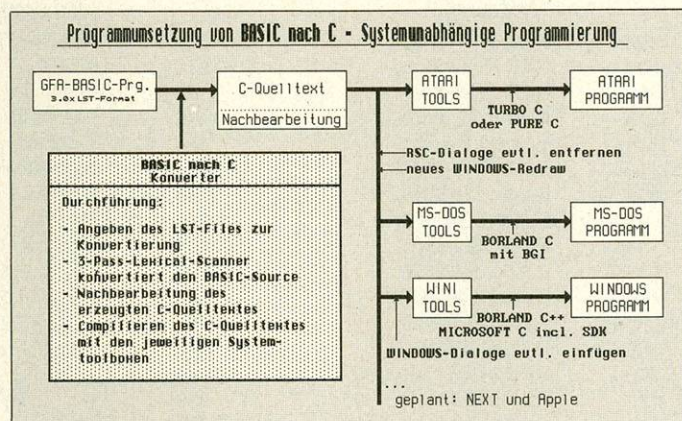 Programmumsetzung von BASIC nach C - Systemunabhängige Programmierung
GFA-BASIC-Prg.
3.0x LST-Format
C-Quelltext
Nachbearbeitung
ATARI
TOOLS
TURBO C
oder PURE C
ATARI
PROGRAMM
RSC-Dialoge evtl. entfernen
neues WINDOWS-Redraw
BASIC nach C
Konverter
Durchführung:
- Angeben des LST-Files zur
Konvertierung
- 3-Pass-Lexical-Scanner
konvertiert den BASIC-Source
- Nachbearbeitung des
erzeugten C-Quelltextes
- Compilieren des C-Quelltextes
mit den jeweiligen System-
toolboxen
MS-DOS
TOOLS
BORLAND C
mit BGI
MS-DOS
PROGRAMM
WINI
TOOLS
BORLAND C++
MICROSOFT C incl. SDK
WINDOWS
PROGRAMM
WINDOWS-Dialoge evtl. einfügen
...
geplant: NEXT und Apple